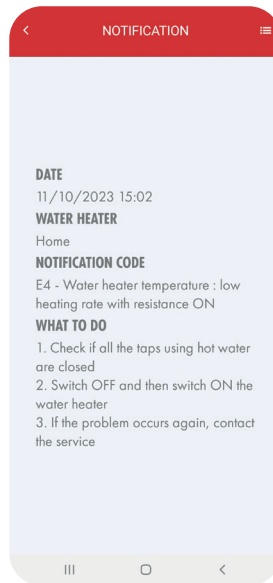 NOTIFICATION
DATE
11/10/2023 15:02
WATER HEATER
Home
NOTIFICATION CODE
E4 - Water heater temperature : low
heating rate with resistance ON
WHAT TO DO
1. Check if all the taps using hot water
are closed
2. Switch OFF and then switch ON the
water heater
3. If the problem occurs again, contact
the service